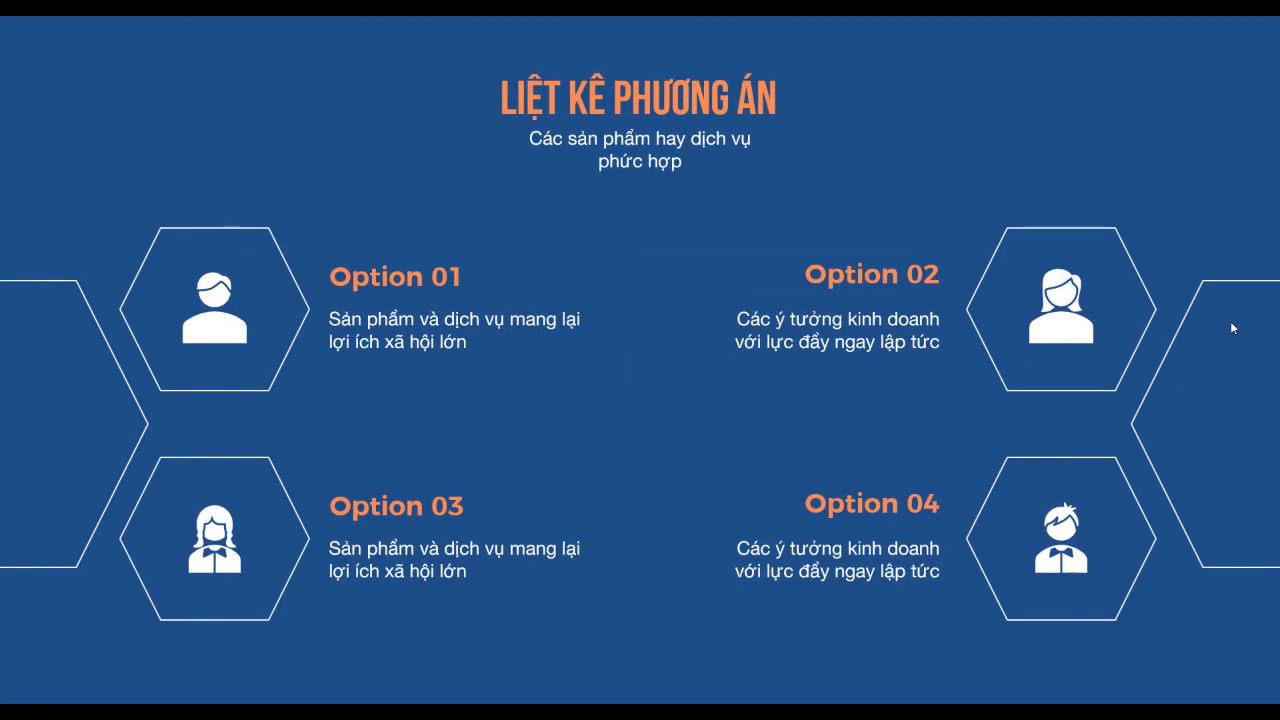 LIỆT KÊ PHƯƠNG ÁN
Các sản phẩm hay dịch vụ
phức hợp
Option 01
Sản phẩm và dịch vụ mang lại
lợi ích xã hội lớn
Option 02
Các ý tưởng kinh doanh
với lực đẩy ngay lập tức
Option 03
Sản phẩm và dịch vụ mang lại
lợi ích xã hội lớn
Option 04
Các ý tưởng kinh doanh
với lực đẩy ngay lập tức